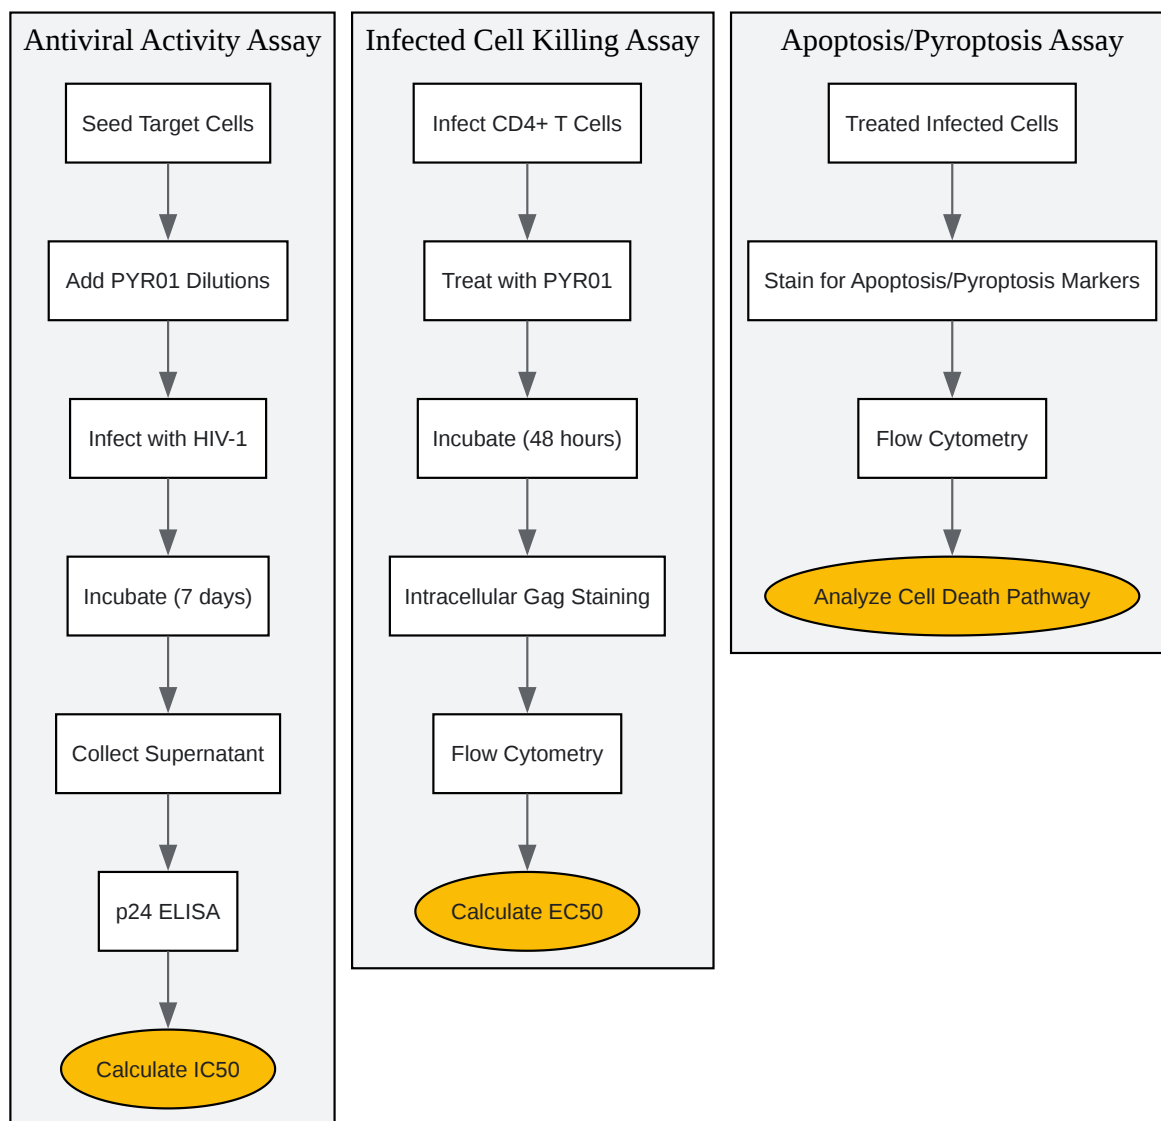 Antiviral Activity Assay
Seed Target Cells
Add PYR01 Dilutions
Infect with HIV-1
Incubate (7 days)
Collect Supernatant
p24 ELISA
Calculate IC50
Infected Cell Killing Assay
Infect CD4+ T Cells
Treat with PYR01
Incubate (48 hours)
Intracellular Gag Staining
Flow Cytometry
Calculate EC50
Apoptosis/Pyroptosis Assay
Treated Infected Cells
Stain for Apoptosis/Pyroptosis Markers
Flow Cytometry
Analyze Cell Death Pathway